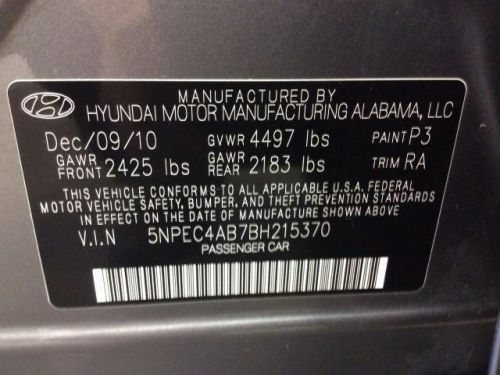 MANUFACTURED BY
HYUNDAI MOTOR MANUFACTURING ALABAMA, LLC
Dec/09/10 GVWR 4497 lbs PAINT P3
GAWR FRONT 2425 lbs GAWR REAR 2183 lbs TRIM RA
THIS VEHICLE CONFORMS TO ALL APPLICABLE U.S.A. FEDERAL
MOTOR VEHICLE SAFETY, BUMPER, AND THEFT PREVENTION STANDARDS
IN EFFECT ON THE DATE OF MANUFACTURE SHOWN ABOVE.
V.I.N 5NPEC4AB7BH215370
PASSENGER CAR